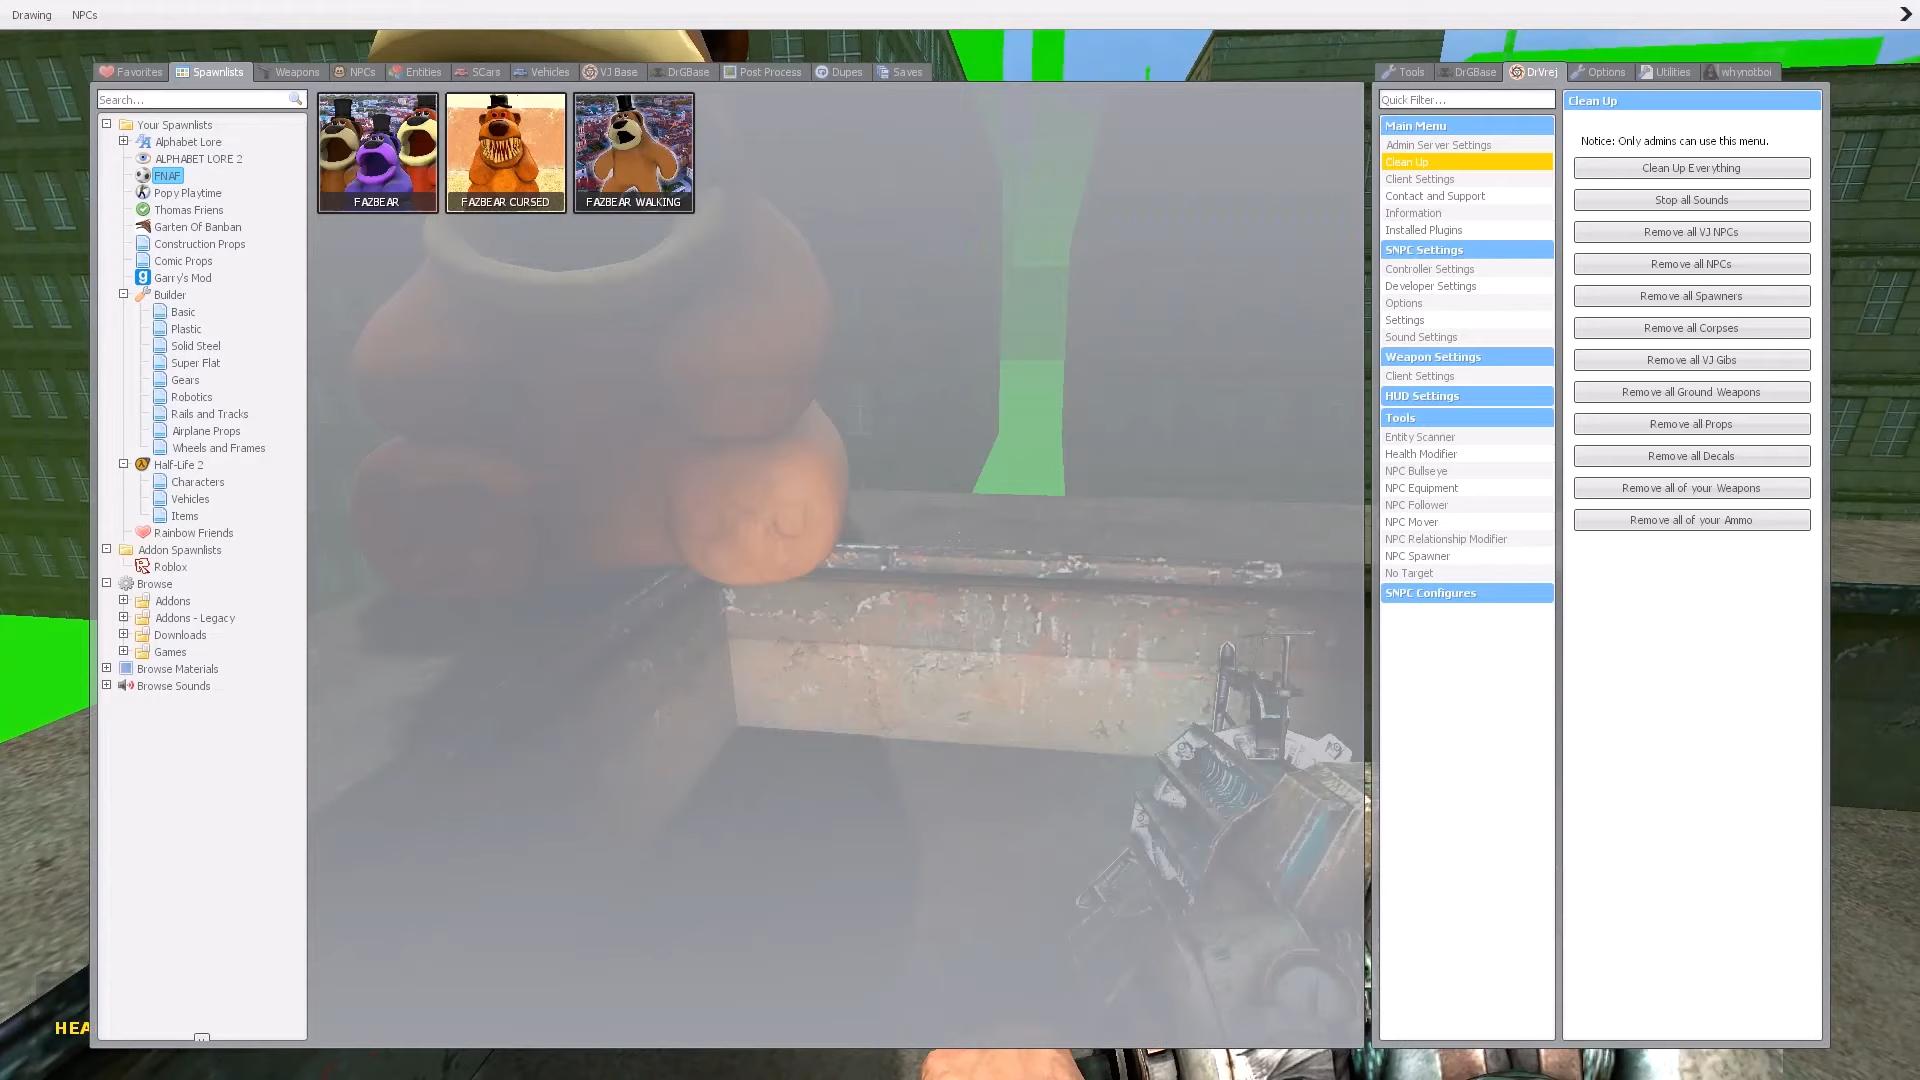 Drawing NPCs
Favorites Spawnlists Weapons NPCs Entities SCars Vehicles VJ Base DrGBase Post Process Dupes Saves
Tools DrGBase DrVrej Options Utilities whynotboi
Search...
Your Spawnlists
Alphabet Lore
ALPHABET LORE 2
FNAF
Popy Playtime
Thomas Friens
Garten Of Banban
Construction Props
Comic Props
Garry's Mod
Builder
Basic
Plastic
Solid Steel
Super Flat
Gears
Robotics
Rails and Tracks
Airplane Props
Wheels and Frames
Half-Life 2
Characters
Vehicles
Items
Rainbow Friends
Addon Spawnlists
Roblox
Browse
Addons
Addons - Legacy
Downloads
Games
Browse Materials
Browse Sounds
FAZBEAR
FAZBEAR CURSED
FAZBEAR WALKING
Quick Filter...
Main Menu
Admin Server Settings
Clean Up
Client Settings
Contact and Support
Information
Installed Plugins
SNPC Settings
Controller Settings
Developer Settings
Options
Settings
Sound Settings
Weapon Settings
Client Settings
HUD Settings
Tools
Entity Scanner
Health Modifier
NPC Bullseye
NPC Equipment
NPC Follower
NPC Mover
NPC Relationship Modifier
NPC Spawner
No Target
SNPC Configures
Clean Up
Notice: Only admins can use this menu.
Clean Up Everything
Stop all Sounds
Remove all VJ NPCs
Remove all NPCs
Remove all Spawners
Remove all Corpses
Remove all VJ Gibs
Remove all Ground Weapons
Remove all Props
Remove all Decals
Remove all of your Weapons
Remove all of your Ammo
HEA